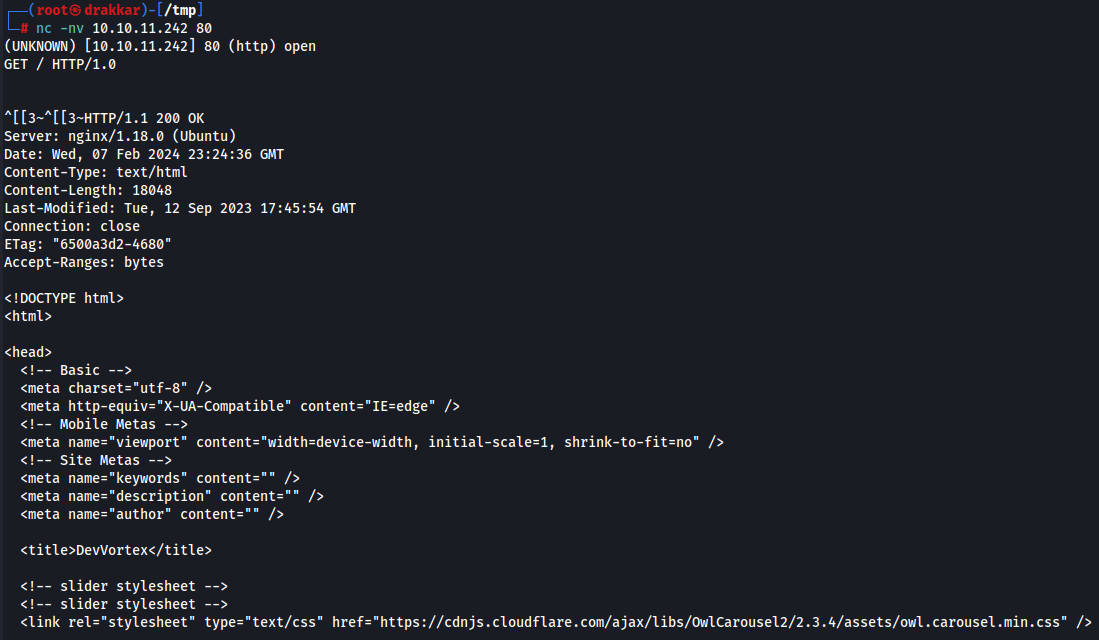 ┌──(root㉿drakkar)-[/tmp]
└─# nc -nv 10.10.11.242 80
(UNKNOWN) [10.10.11.242] 80 (http) open
GET / HTTP/1.0


^[[3~^[[3~HTTP/1.1 200 OK
Server: nginx/1.18.0 (Ubuntu)
Date: Wed, 07 Feb 2024 23:24:36 GMT
Content-Type: text/html
Content-Length: 18048
Last-Modified: Tue, 12 Sep 2023 17:45:54 GMT
Connection: close
ETag: "6500a3d2-4680"
Accept-Ranges: bytes

<!DOCTYPE html>
<html>

<head>
  <!-- Basic -->
  <meta charset="utf-8" />
  <meta http-equiv="X-UA-Compatible" content="IE=edge" />
  <!-- Mobile Metas -->
  <meta name="viewport" content="width=device-width, initial-scale=1, shrink-to-fit=no" />
  <!-- Site Metas -->
  <meta name="keywords" content="" />
  <meta name="description" content="" />
  <meta name="author" content="" />

  <title>DevVortex</title>

  <!-- slider stylesheet -->
  <!-- slider stylesheet -->
  <link rel="stylesheet" type="text/css" href="https://cdnjs.cloudflare.com/ajax/libs/OwlCarousel2/2.3.4/assets/owl.carousel.min.css" />